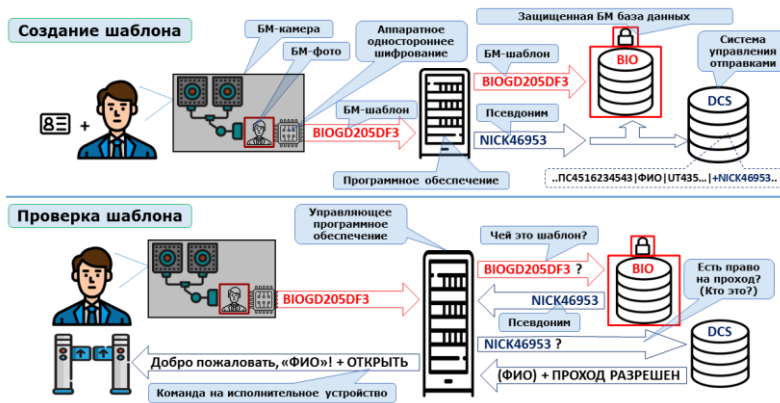 Создание шаблона
БМ-камера
БМ-фото
Аппаратное
одностороннее
шифрование
Защищенная БМ база данных
Система
управления
отправками
БМ-шаблон
BIOGD205DF3
БМ-шаблон
BIOGD205DF3
Псевдоним
NICK46953
BIO
DCS
Программное обеспечение
..ПС4516234543|ФИО|UT435...|+NICK46953..
Проверка шаблона
Управляющее
программное
обеспечение
Чей это шаблон?
BIOGD205DF3
BIOGD205DF3 ?
BIO
NICK46953
Псевдоним
Есть право
на проход?
(Кто это?)
NICK46953 ?
DCS
Добро пожаловать, «ФИО»! + ОТКРЫТЬ
(ФИО) + ПРОХОД РАЗРЕШЕН
Команда на исполнительное устройство